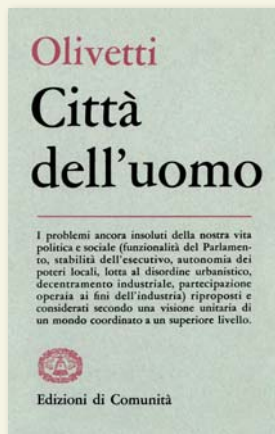 Olivetti
Città
dell'uomo
I problemi ancora insoluti della nostra vita
politica e sociale (funzionalità del Parlamen-
to, stabilità dell'esecutivo, autonomia dei
poteri locali, lotta al disordine urbanistico,
decentramento industriale, partecipazione
operaia ai fini dell'industria) riproposti e
considerati secondo una visione unitaria di
un mondo coordinato a un superiore livello.
Edizioni di Comunità